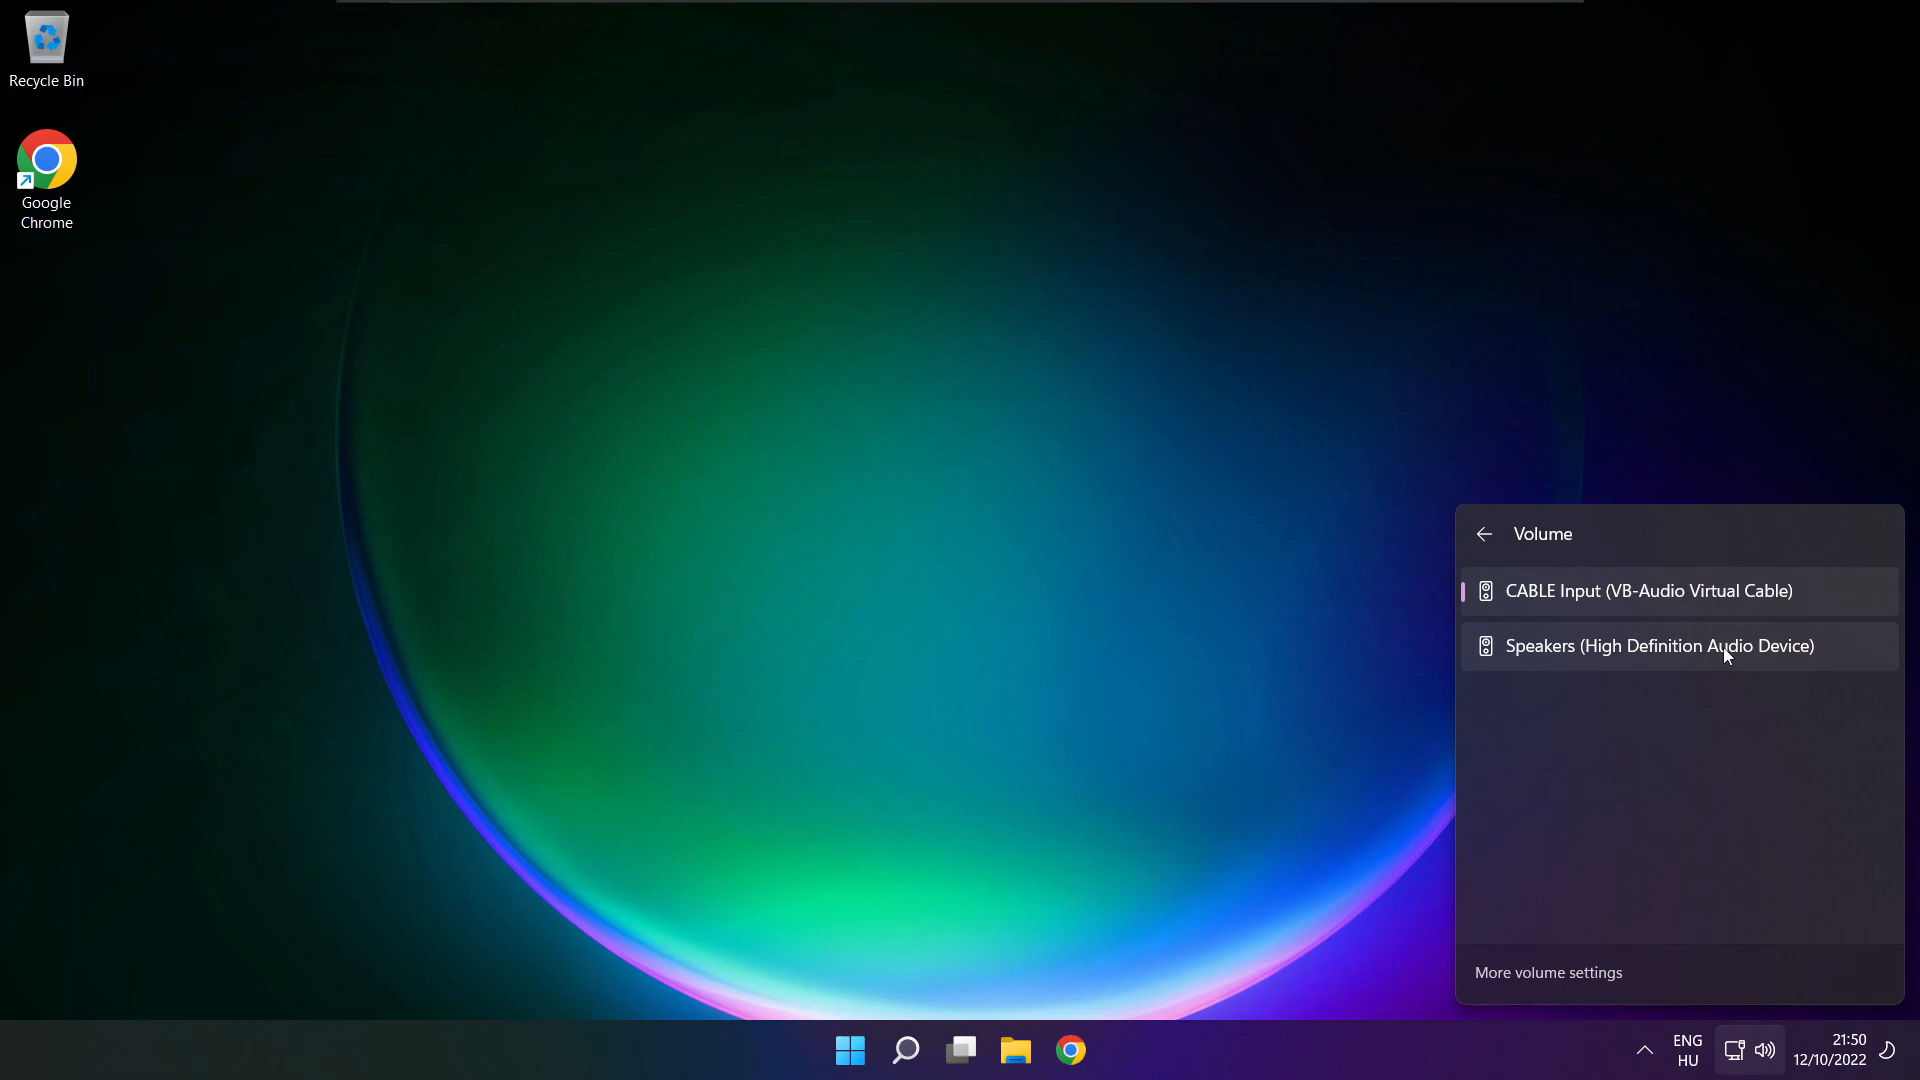 Recycle Bin
Google
Chrome
Volume
CABLE Input (VB-Audio Virtual Cable)
Speakers (High Definition Audio Device)
More volume settings
ENG
HU
21:50
12/10/2022